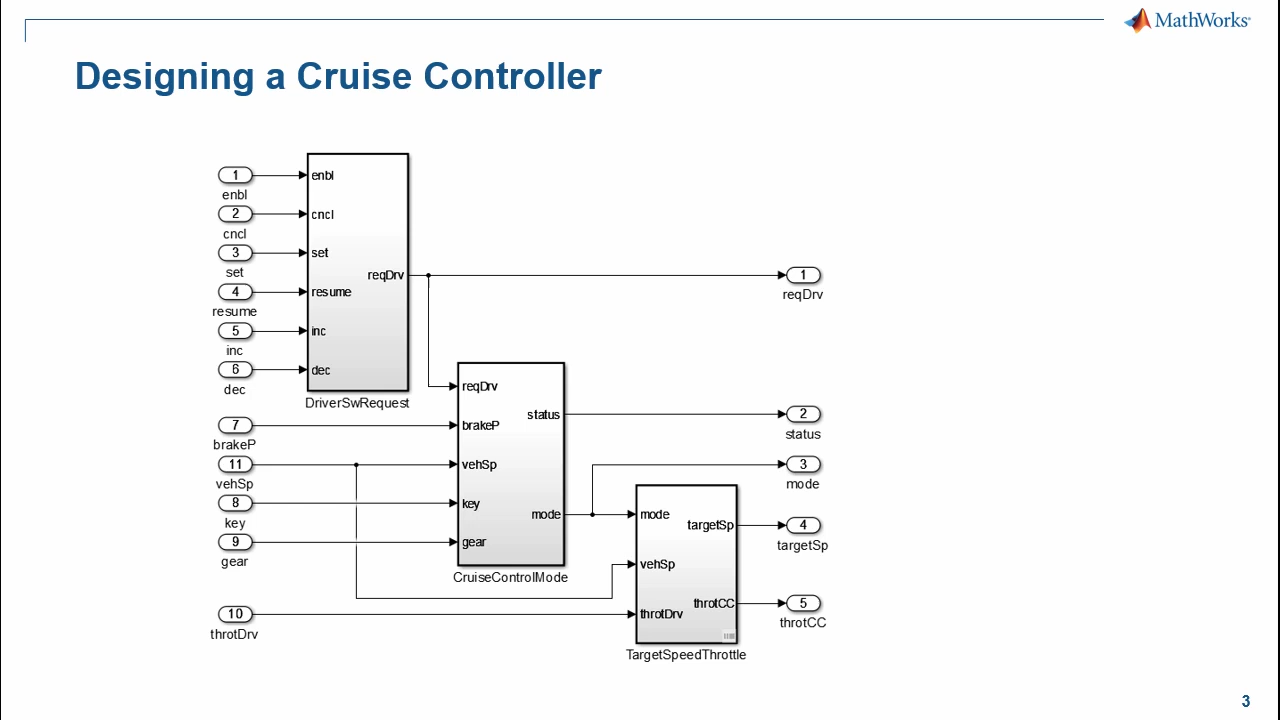 MathWorks®
Designing a Cruise Controller
1
enbl
2
cncl
3
set
4
resume
5
inc
6
dec
enbl
cncl
set
resume
inc
dec
reqDrv
DriverSwRequest
1
reqDrv
7
brakeP
11
vehSp
8
key
9
gear
10
throtDrv
reqDrv
brakeP
vehSp
key
gear
status
mode
CruiseControlMode
2
status
3
mode
mode
vehSp
throtDrv
targetSp
throtCC
TargetSpeedThrottle
4
targetSp
5
throtCC
3